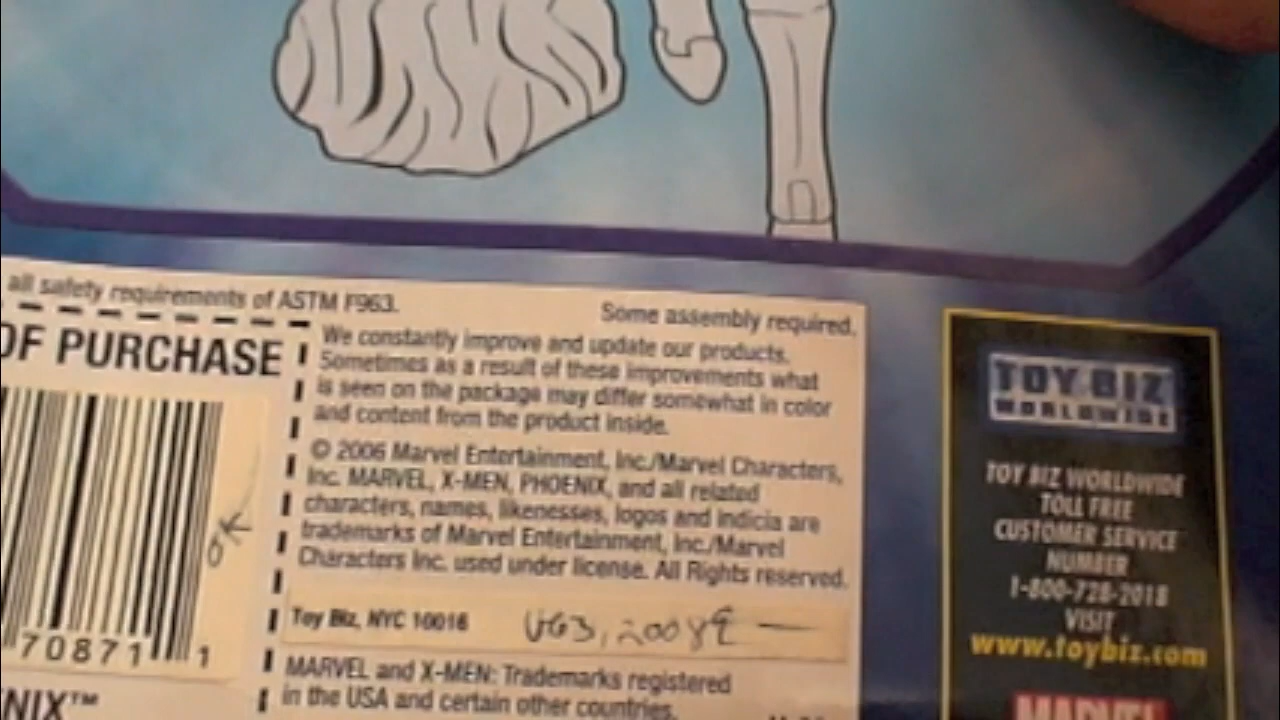 all safety requirements of ASTM F963.
Some assembly required.
OF PURCHASE
We constantly improve and update our products.
Sometimes as a result of these improvements what
is seen on the package may differ somewhat in color
and content from the product inside.
© 2006 Marvel Entertainment, Inc./Marvel Characters,
Inc. MARVEL, X-MEN, PHOENIX, and all related
characters, names, likenesses, logos and indicia are
trademarks of Marvel Entertainment, Inc./Marvel
Characters Inc. used under license. All Rights reserved.
OK
70871 1
Toy Biz, NYC 10016
MARVEL and X-MEN: Trademarks registered
in the USA and certain other countries.
NIX™
TOY BIZ
WORLDWIDE
TOY BIZ WORLDWIDE
TOLL FREE
CUSTOMER SERVICE
NUMBER
1-800-728-2018
VISIT
www.toybiz.com
MARVEL